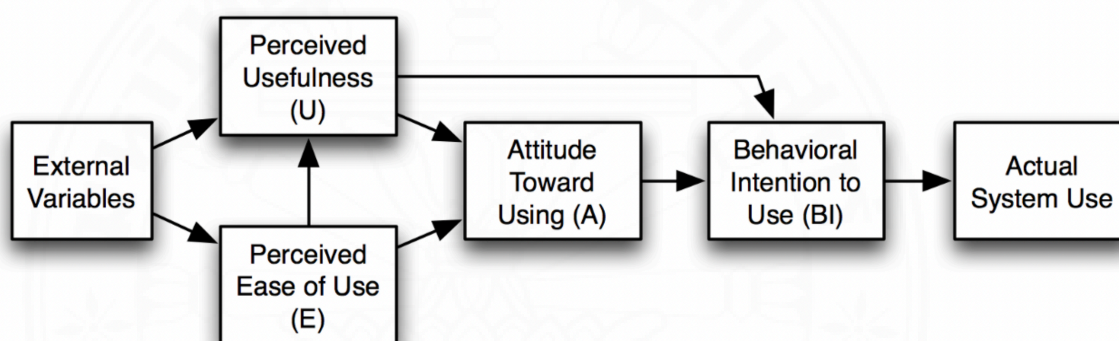 Perceived
Usefulness
(U)
External
Variables
Perceived
Ease of Use
(E)
Attitude
Toward
Using (A)
Behavioral
Intention to
Use (BI)
Actual
System Use